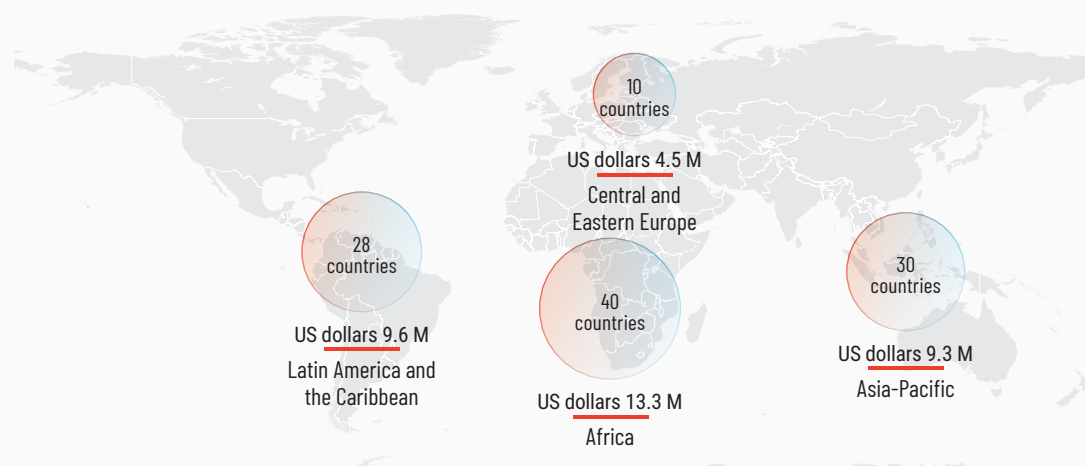 10
countries
US dollars 4.5 M
Central and
Eastern Europe
28
countries
US dollars 9.6 M
Latin America and
the Caribbean
40
countries
US dollars 13.3 M
Africa
30
countries
US dollars 9.3 M
Asia-Pacific